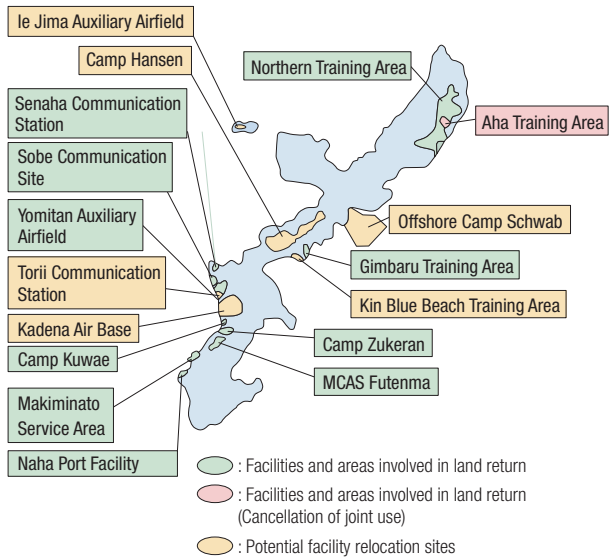 Ie Jima Auxiliary Airfield
Camp Hansen
Northern Training Area
Senaha Communication
Station
Aha Training Area
Sobe Communication
Site
Yomitan Auxiliary
Airfield
Offshore Camp Schwab
Gimbaru Training Area
Torii Communication
Station
Kin Blue Beach Training Area
Kadena Air Base
Camp Zukeran
Camp Kuwae
MCAS Futenma
Makiminato
Service Area
Naha Port Facility
: Facilities and areas involved in land return
: Facilities and areas involved in land return
(Cancellation of joint use)
: Potential facility relocation sites